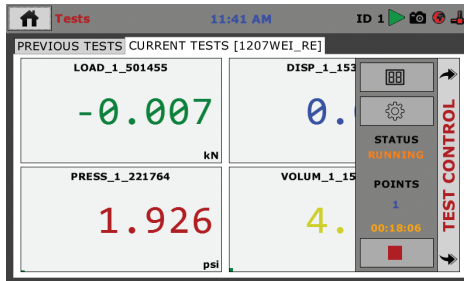 Tests 11:41 AM ID 1
PREVIOUS TESTS CURRENT TESTS [1207WEI_RE]
LOAD_1_501455
-0.007
kN
DISP_1_153
0.
PRESS_1_221764
1.926
psi
VOLUM_1_15
4.
STATUS
RUNNING
POINTS
1
00:18:06
TEST CONTROL